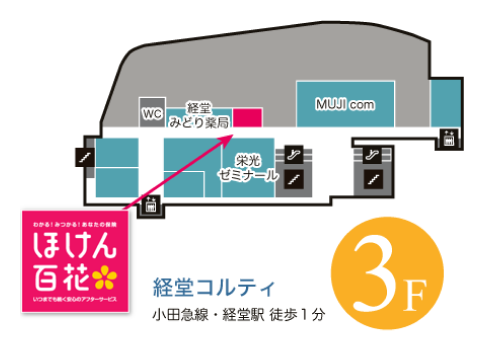 WC
経堂
みどり薬局
MUJI com
栄光
ゼミナール
わかる!みつかる!あなたの保険
ほけん
百花
いつまでも続く安心のアフターサービス
3F
経堂コルティ
小田急線・経堂駅 徒歩1分